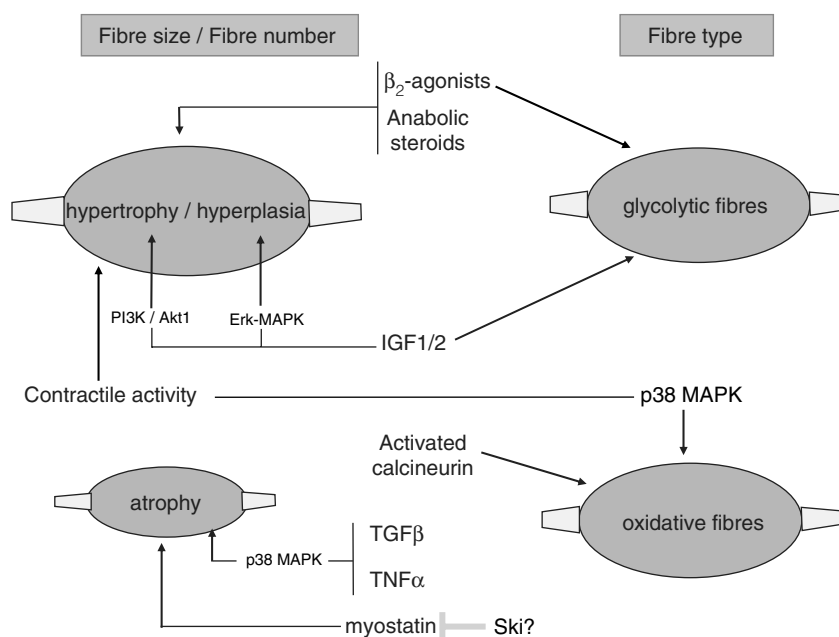 Fibre size / Fibre number
Fibre type
β₂-agonists
Anabolic
steroids
hypertrophy / hyperplasia
glycolytic fibres
PI3K / Akt1
Erk-MAPK
IGF1/2
Contractile activity
p38 MAPK
Activated
calcineurin
atrophy
oxidative fibres
TGFβ
p38 MAPK
TNFα
myostatin
Ski?